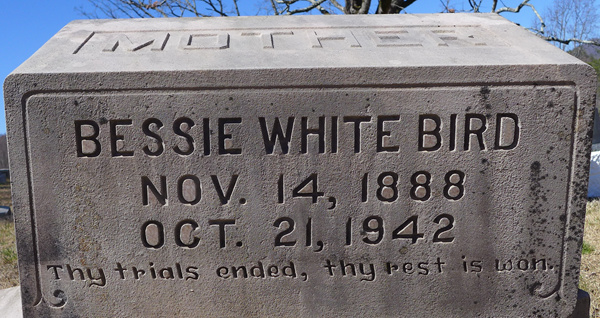 MOTHER
BESSIE WHITE BIRD
NOV. 14, 1888
OCT. 21, 1942
Thy trials ended, thy rest is won.